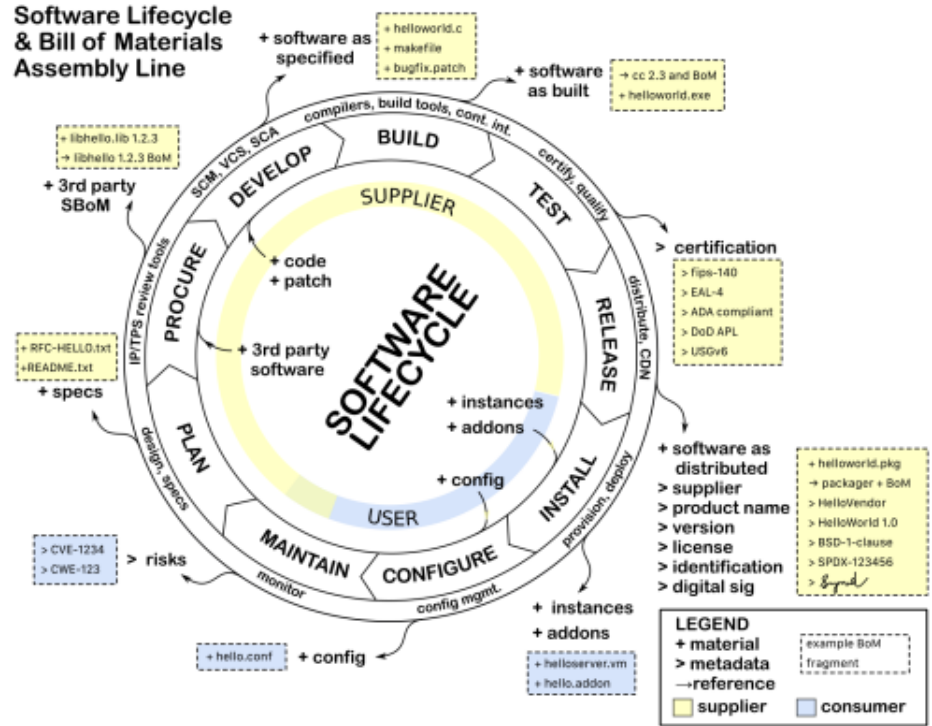 Software Lifecycle
& Bill of Materials
Assembly Line
+ software as
specified
+ helloworld.c
+ makefile
+ bugfix.patch
+ software
as built
→ cc 2.3 and BoM
+ helloworld.exe
+ libhello.lib 1.2.3
→ libhello 1.2.3 BoM
+ 3rd party
SBoM
SCM, VCS, SCA
compilers, build tools, cont. int.
certify, qualify
distribute, CDN
provision, deploy
config mgmt.
monitor
design, specs
IP/TPS review tools
DEVELOP
BUILD
TEST
RELEASE
INSTALL
CONFIGURE
MAINTAIN
PLAN
PROCURE
SUPPLIER
+ code
+ patch
+ 3rd party
software
SOFTWARE
LIFECYCLE
+ instances
+ addons
+ config
USER
> certification
> fips-140
> EAL-4
> ADA compliant
> DoD APL
> USGv6
+ RFC-HELLO.txt
+README.txt
+ specs
+ software as
distributed
> supplier
> product name
> version
> license
> identification
> digital sig
+ helloworld.pkg
→ packager + BoM
> HelloVendor
> HelloWorld 1.0
> BSD-1-clause
> SPDX-123456
>
> CVE-1234
> CWE-123
> risks
+ hello.conf
+ config
+ instances
+ addons
+ helloserver.vm
+ hello.addon
LEGEND
+ material
> metadata
→reference
example BoM
fragment
supplier
consumer